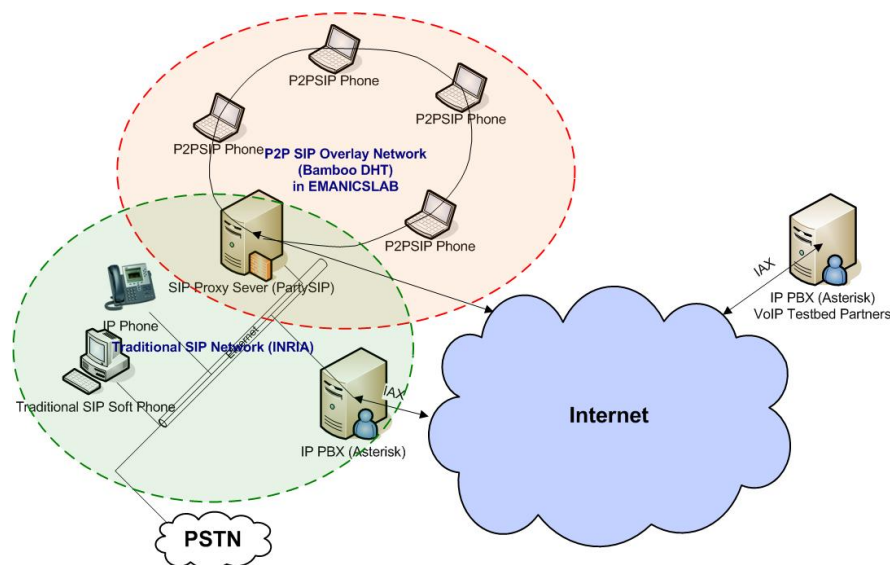 P2PSIP Phone
P2PSIP Phone
P2PSIP Phone
P2P SIP Overlay Network
(Bamboo DHT)
in EMANICSLAB
P2PSIP Phone
SIP Proxy Sever (PartySIP)
IP Phone
Ethernet
Traditional SIP Network (INRIA)
Traditional SIP Soft Phone
IP PBX (Asterisk)
IAX
PSTN
Internet
IAX
IP PBX (Asterisk)
VoIP Testbed Partners